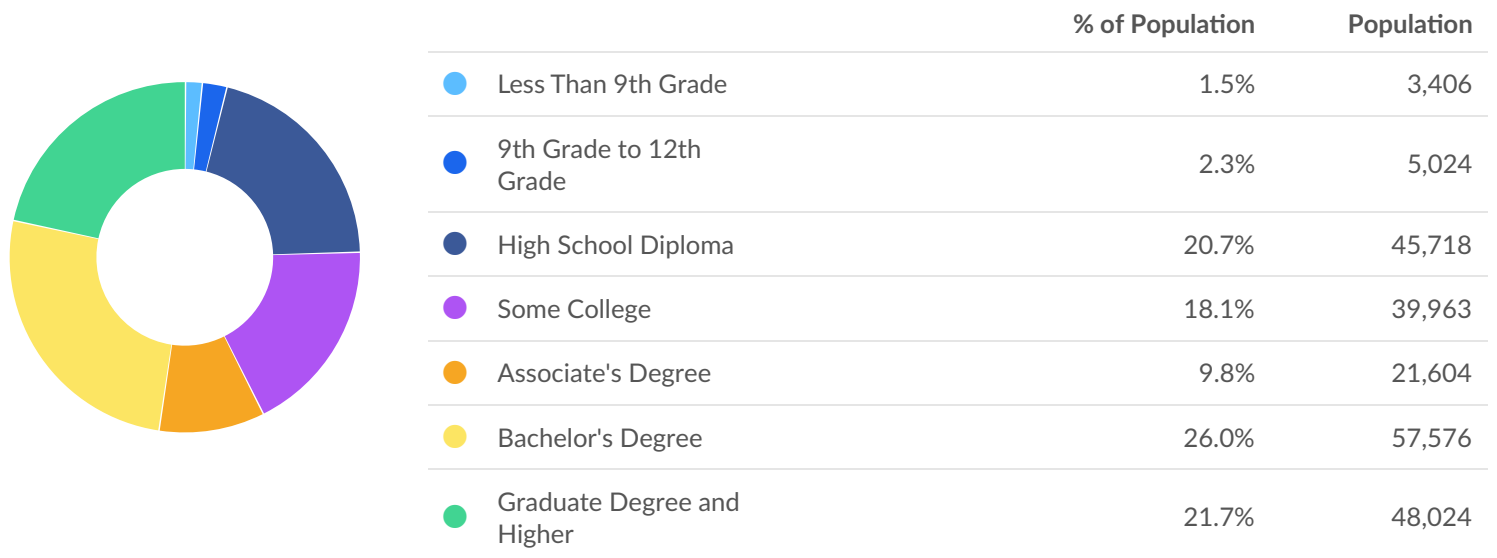 % of Population Population
Less Than 9th Grade 1.5% 3,406
9th Grade to 12th
Grade 2.3% 5,024
High School Diploma 20.7% 45,718
Some College 18.1% 39,963
Associate's Degree 9.8% 21,604
Bachelor's Degree 26.0% 57,576
Graduate Degree and
Higher 21.7% 48,024